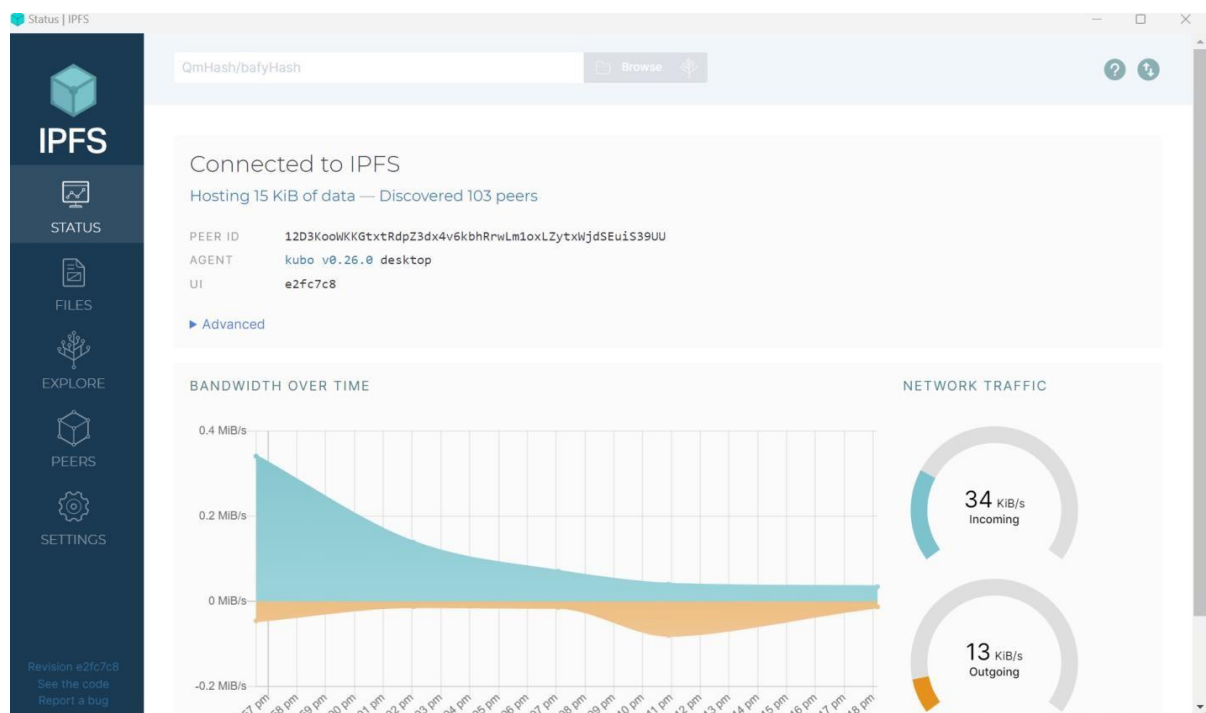 Status | IPFS
QmHash/bafyHash
Browse
IPFS
STATUS
FILES
EXPLORE
PEERS
SETTINGS
Revision e2fc7c8
See the code
Report a bug
Connected to IPFS
Hosting 15 KiB of data — Discovered 103 peers
PEER ID 12D3KooWKKGtxtRdpZ3dx4v6kbhRrwLm1oxLZytxWjdSEuiS39UU
AGENT kubo v0.26.0 desktop
UI e2fc7c8
Advanced
BANDWIDTH OVER TIME
0.4 MiB/s
0.2 MiB/s
0 MiB/s
-0.2 MiB/s
NETWORK TRAFFIC
34 KiB/s
Incoming
13 KiB/s
Outgoing